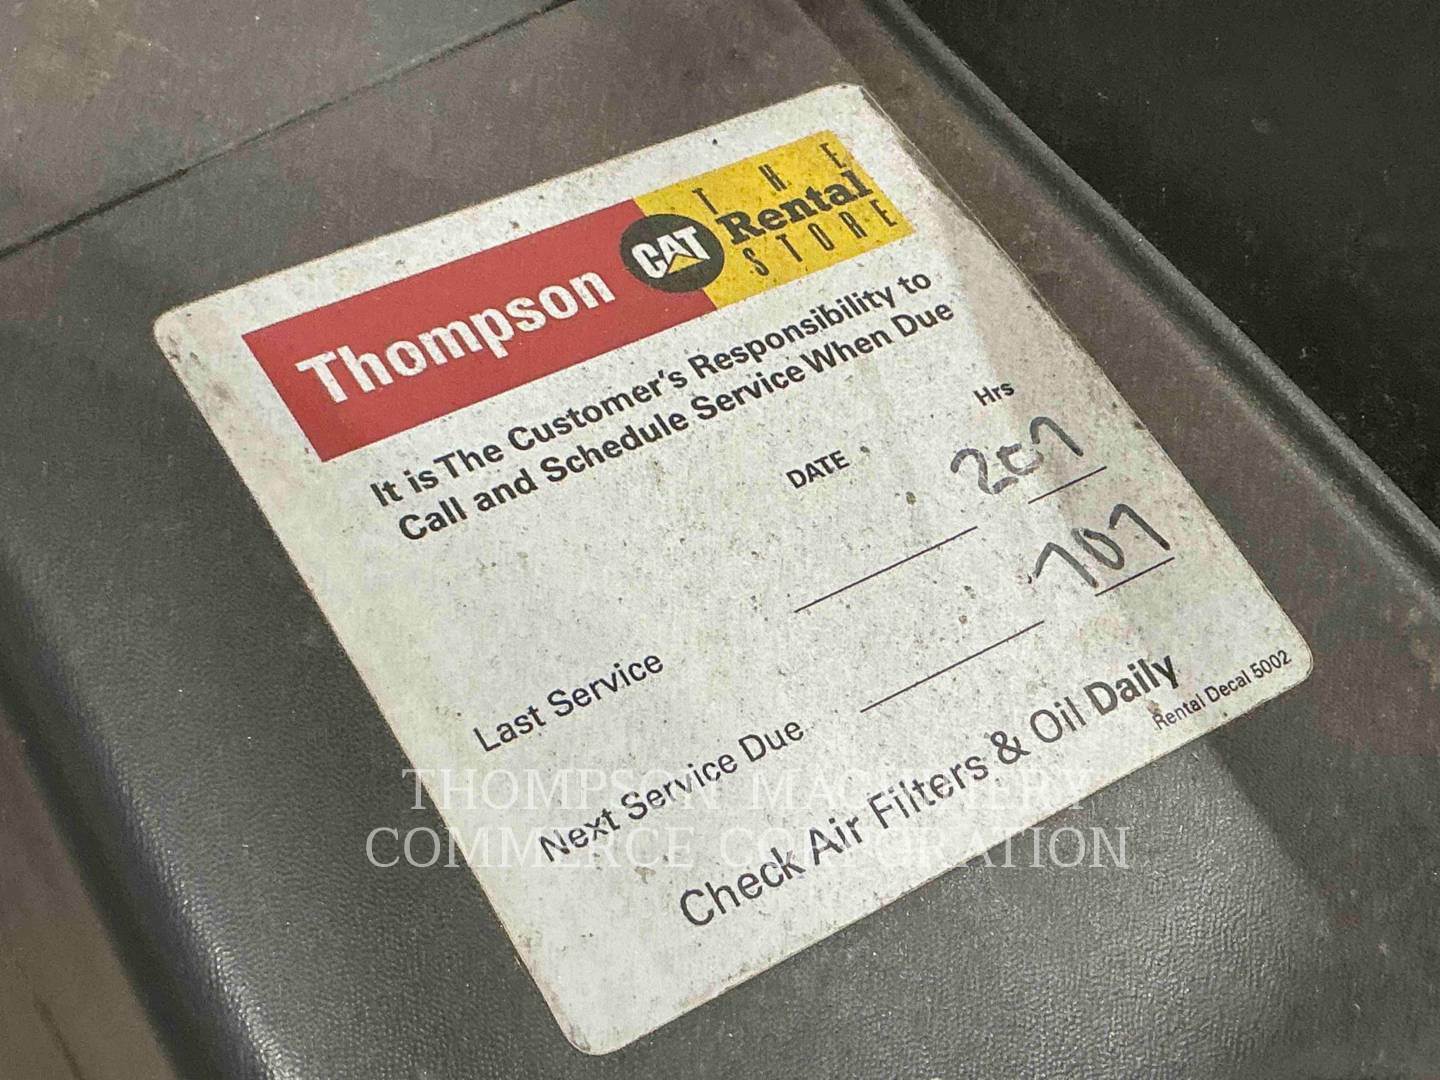 Thompson CAT THE Rental STORE
It is The Customer's Responsibility to
Call and Schedule Service When Due
DATE Hrs
Last Service 207
Next Service Due 707
Check Air Filters & Oil Daily
Rental Decal 5002
THOMPSON MACHINERY
COMMERCE CORPORATION